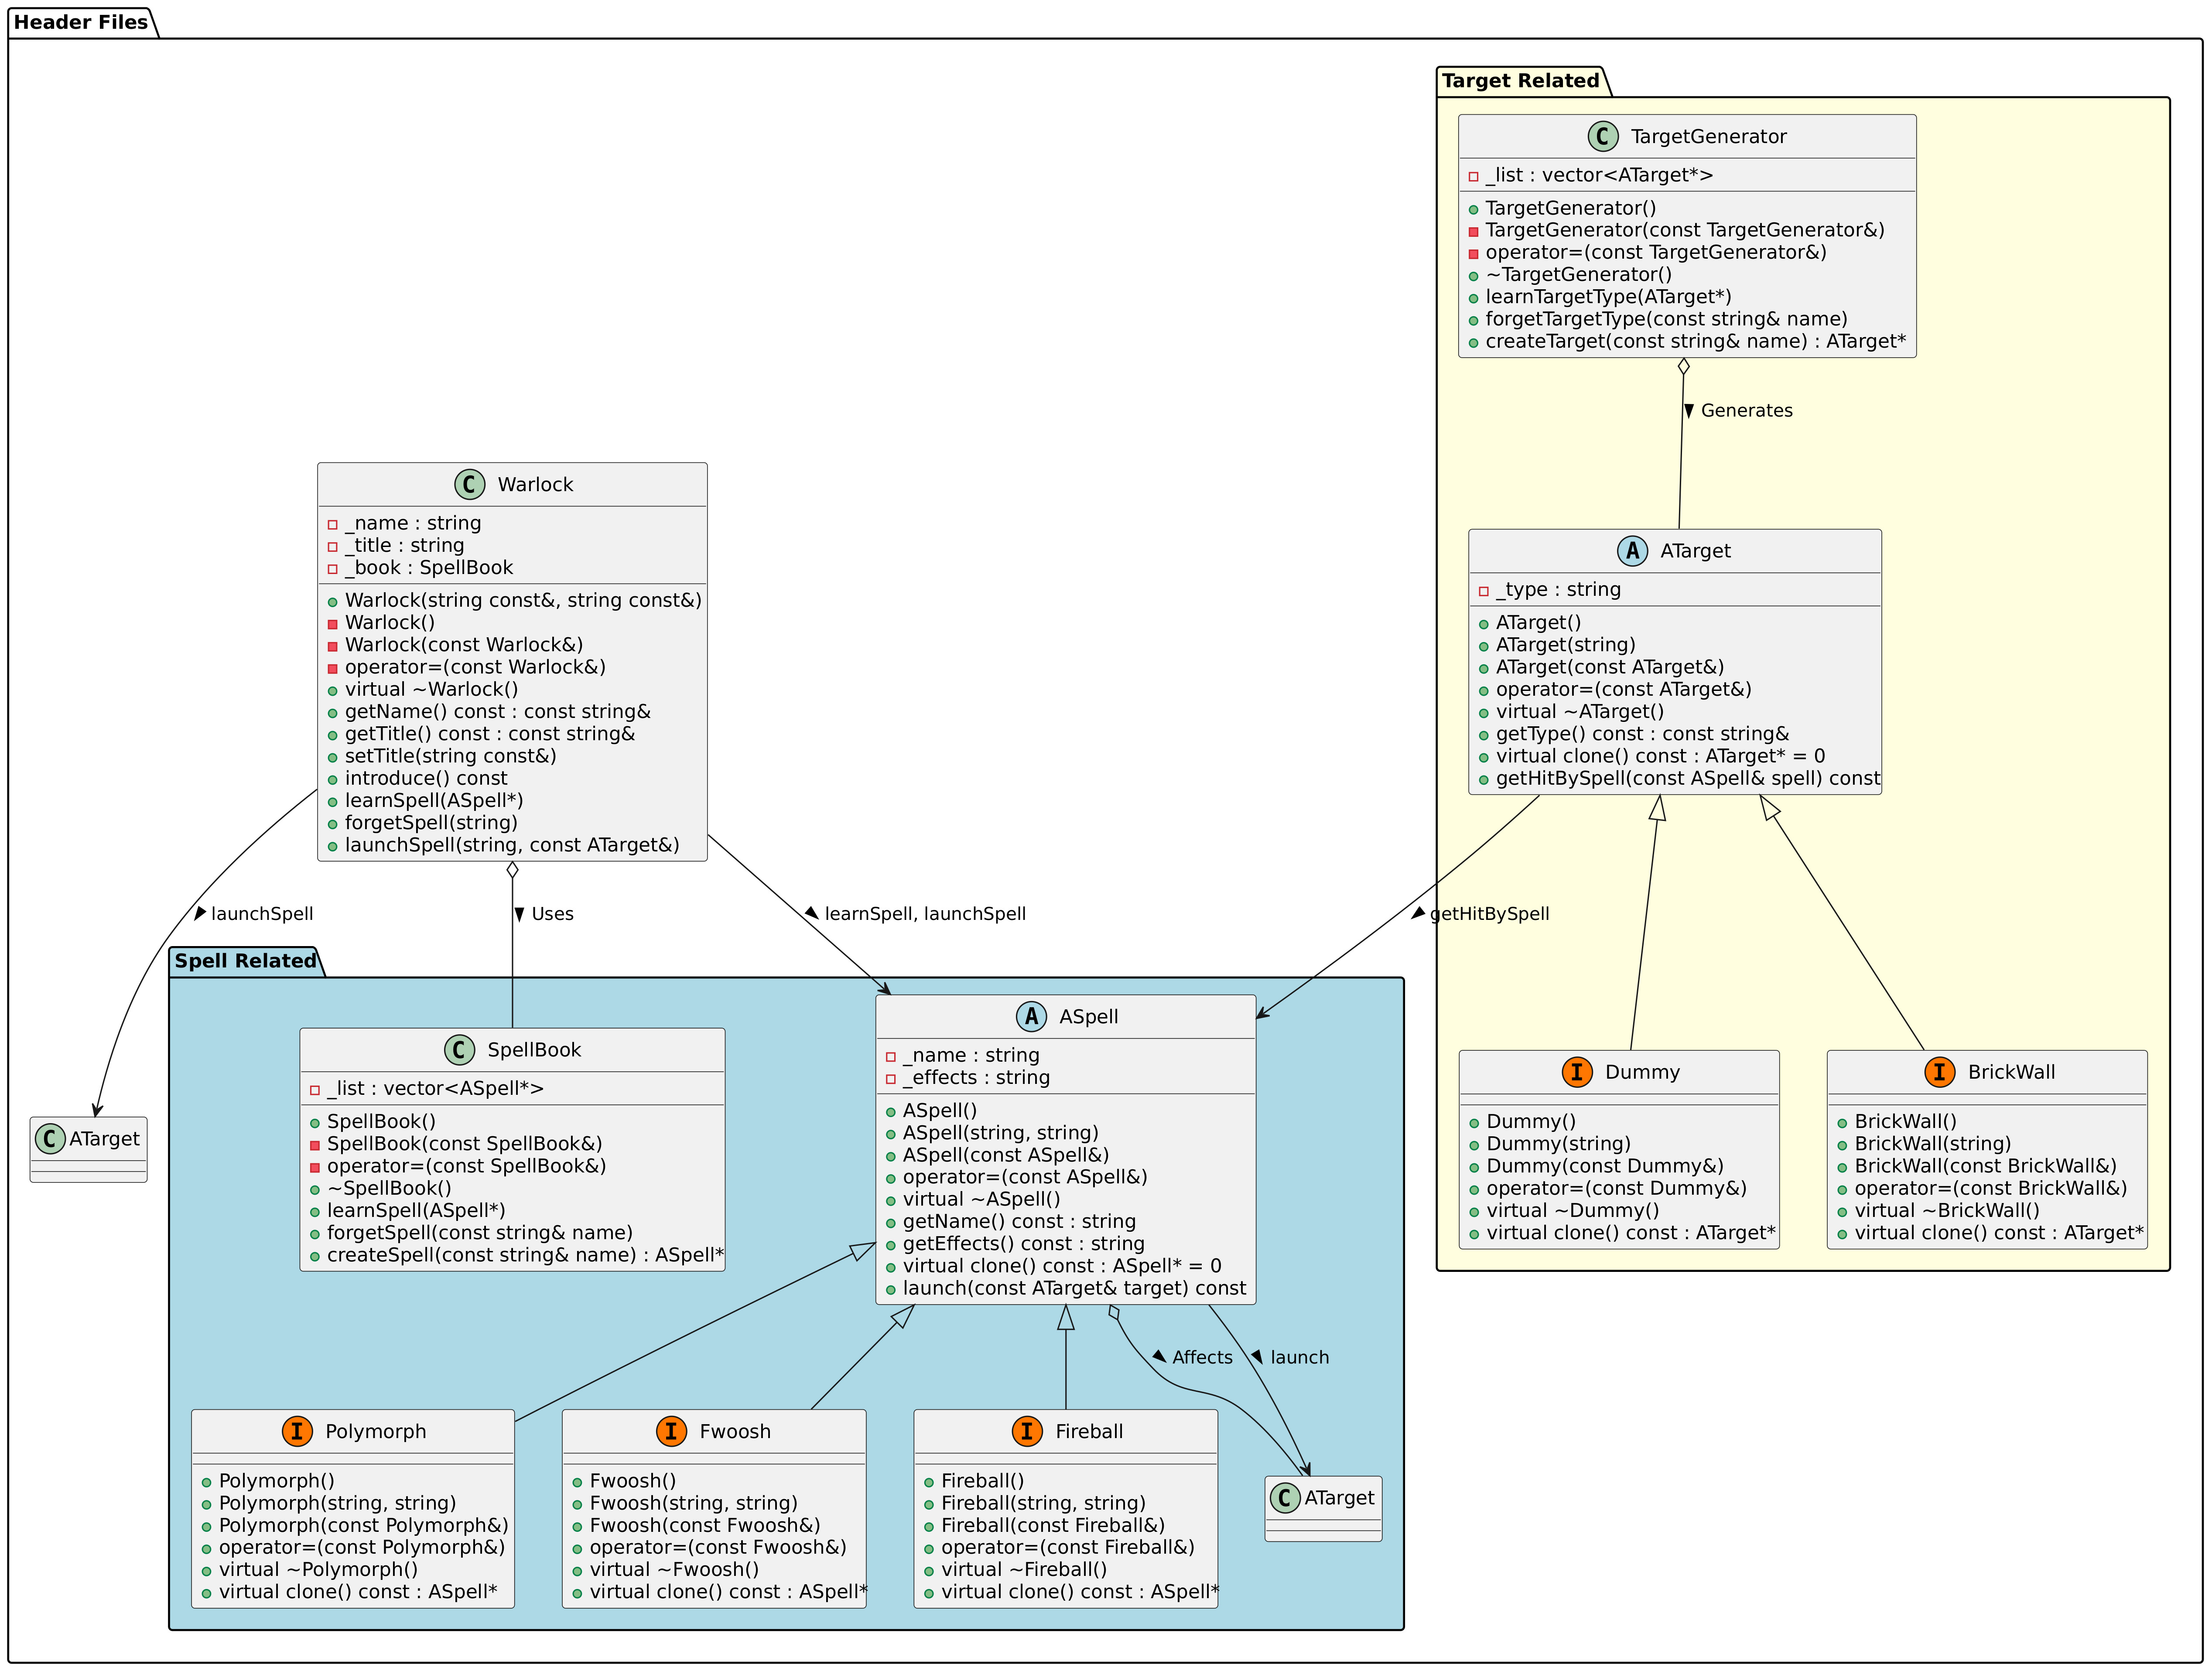 Header Files
Target Related
C TargetGenerator
_list : vector<ATarget*>
TargetGenerator()
TargetGenerator(const TargetGenerator&)
operator=(const TargetGenerator&)
~TargetGenerator()
learnTargetType(ATarget*)
forgetTargetType(const string& name)
createTarget(const string& name) : ATarget*
Generates
C Warlock
_name : string
_title : string
_book : SpellBook
Warlock(string const&, string const&)
Warlock()
Warlock(const Warlock&)
operator=(const Warlock&)
virtual ~Warlock()
getName() const : const string&
getTitle() const : const string&
setTitle(string const&)
introduce() const
learnSpell(ASpell*)
forgetSpell(string)
launchSpell(string, const ATarget&)
A ATarget
_type : string
ATarget()
ATarget(string)
ATarget(const ATarget&)
operator=(const ATarget&)
virtual ~ATarget()
getType() const : const string&
virtual clone() const : ATarget* = 0
getHitBySpell(const ASpell& spell) const
launchSpell
Uses
learnSpell, launchSpell
getHitBySpell
Spell Related
C ATarget
C SpellBook
_list : vector<ASpell*>
SpellBook()
SpellBook(const SpellBook&)
operator=(const SpellBook&)
~SpellBook()
learnSpell(ASpell*)
forgetSpell(const string& name)
createSpell(const string& name) : ASpell*
A ASpell
_name : string
_effects : string
ASpell()
ASpell(string, string)
ASpell(const ASpell&)
operator=(const ASpell&)
virtual ~ASpell()
getName() const : string
getEffects() const : string
virtual clone() const : ASpell* = 0
launch(const ATarget& target) const
I Dummy
Dummy()
Dummy(string)
Dummy(const Dummy&)
operator=(const Dummy&)
virtual ~Dummy()
virtual clone() const : ATarget*
I BrickWall
BrickWall()
BrickWall(string)
BrickWall(const BrickWall&)
operator=(const BrickWall&)
virtual ~BrickWall()
virtual clone() const : ATarget*
Affects
launch
I Polymorph
Polymorph()
Polymorph(string, string)
Polymorph(const Polymorph&)
operator=(const Polymorph&)
virtual ~Polymorph()
virtual clone() const : ASpell*
I Fwoosh
Fwoosh()
Fwoosh(string, string)
Fwoosh(const Fwoosh&)
operator=(const Fwoosh&)
virtual ~Fwoosh()
virtual clone() const : ASpell*
I Fireball
Fireball()
Fireball(string, string)
Fireball(const Fireball&)
operator=(const Fireball&)
virtual ~Fireball()
virtual clone() const : ASpell*
C ATarget